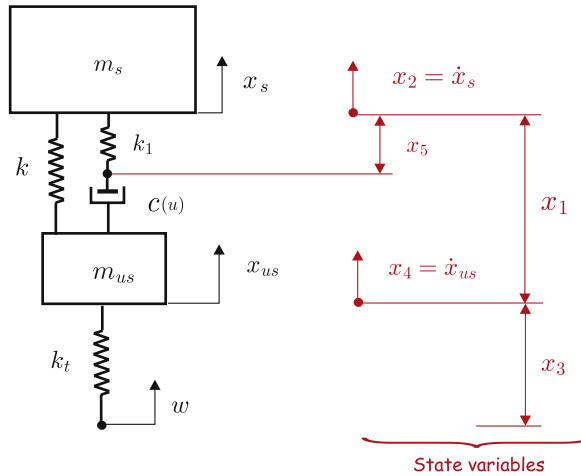 m_s
x_s
x_2 = ẋ_s
k
k_1
x_5
c(u)
x_1
m_us
x_us
x_4 = ẋ_us
k_t
x_3
w
State variables